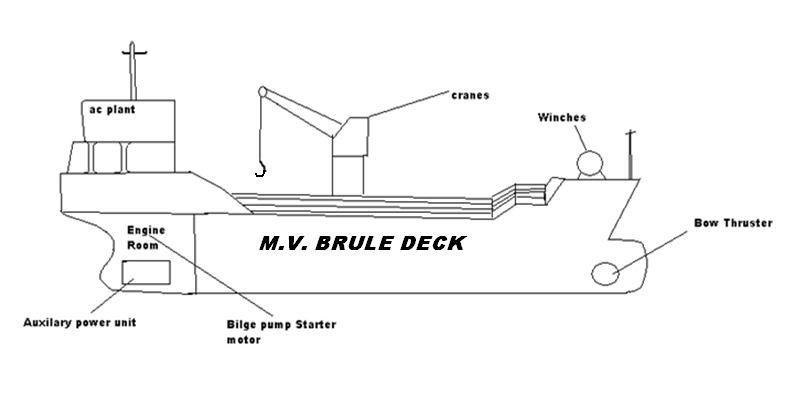 ac plant
cranes
Winches
Bow Thruster
Engine
Room
M.V. BRULE DECK
Auxilary power unit
Bilge pump Starter
motor